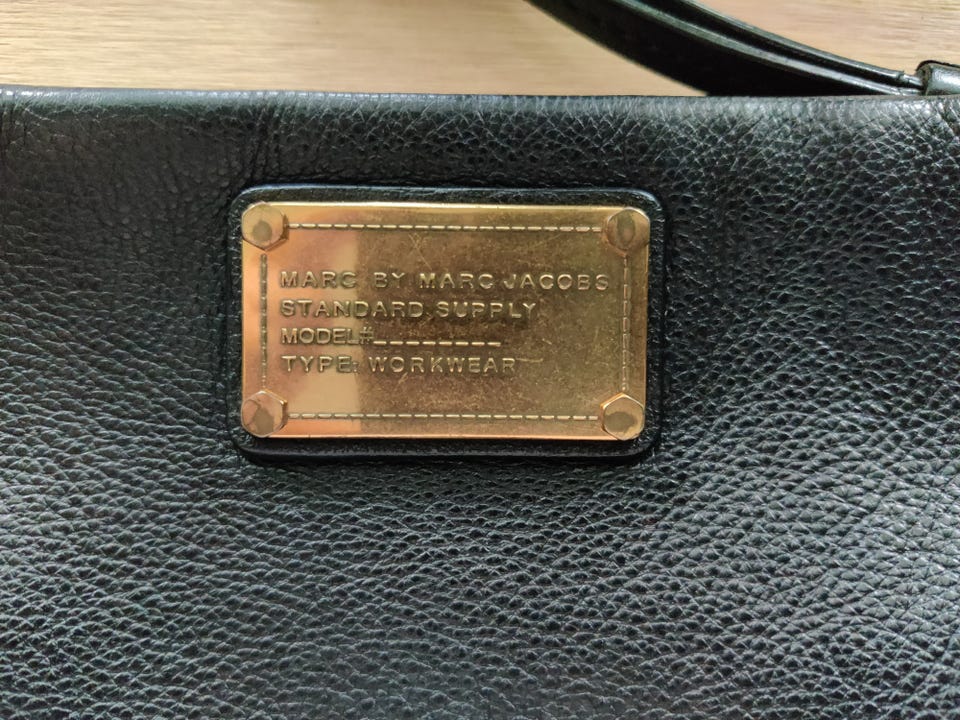 MARC BY MARC JACOBS
STANDARD SUPPLY
MODEL#________
TYPE: WORKWEAR